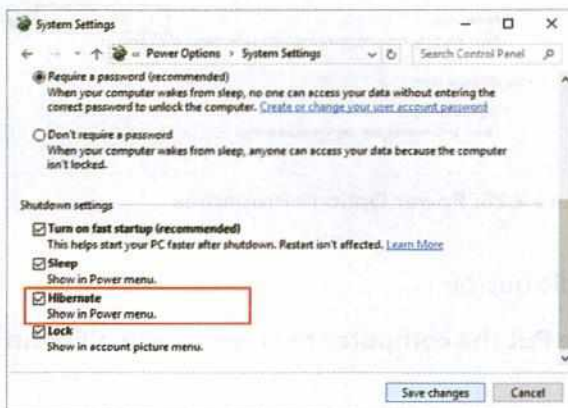 System Settings
« Power Options > System Settings
Search Control Panel
Require a password (recommended)
When your computer wakes from sleep, no one can access your data without entering the
correct password to unlock the computer. Create or change your user account password
Don't require a password
When your computer wakes from sleep, anyone can access your data because the computer
isn't locked.
Shutdown settings
Turn on fast startup (recommended)
This helps start your PC faster after shutdown. Restart isn't affected. Learn More
Sleep
Show in Power menu.
Hibernate
Show in Power menu.
Lock
Show in account picture menu.
Save changes
Cancel